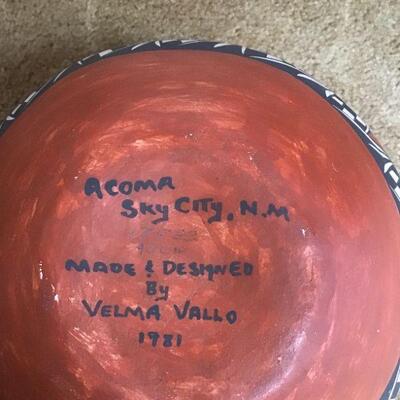 ACOMA
SKY CITY, N.M
MADE & DESIGNED
By
VELMA VALLO
1981